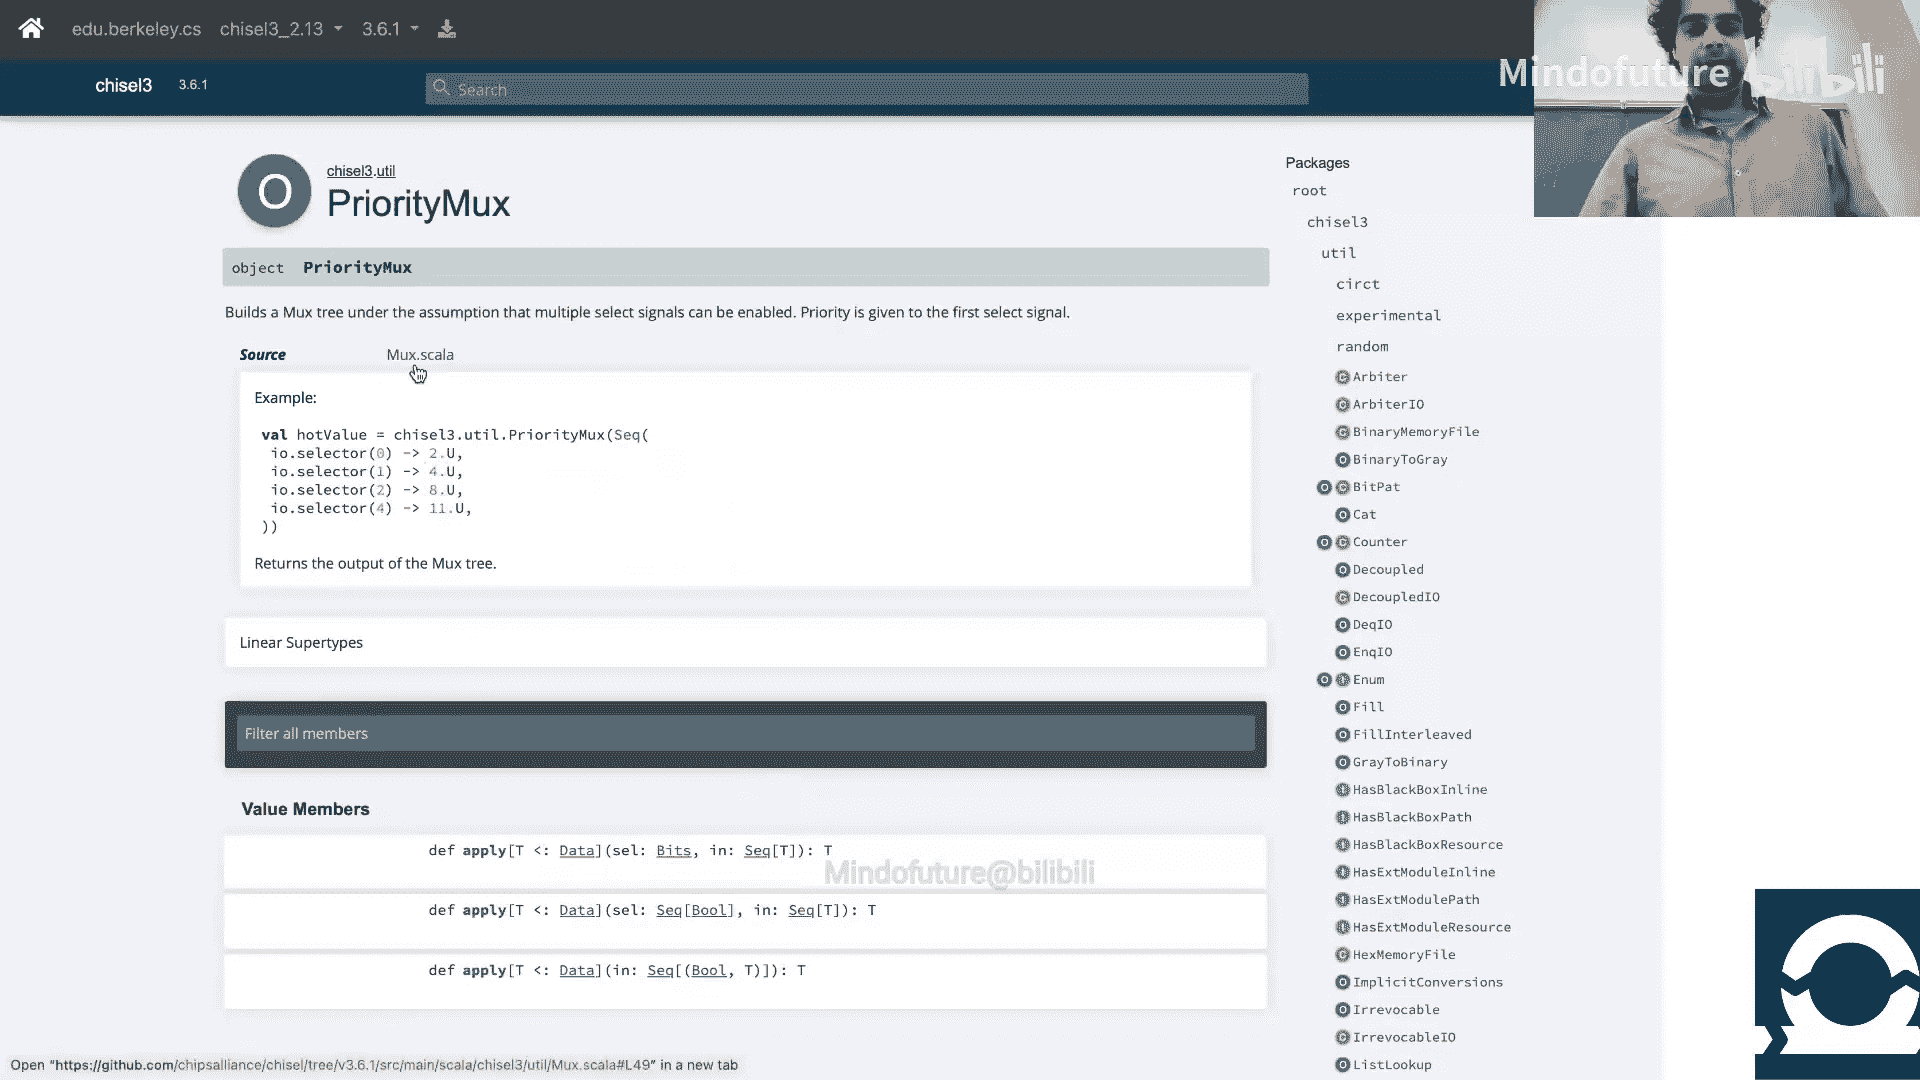 edu.berkeley.cs chisel3_2.13 3.6.1
chisel3 3.6.1 Search
Mindofuture bilibili
chisel3.util
PriorityMux
object PriorityMux
Builds a Mux tree under the assumption that multiple select signals can be enabled. Priority is given to the first select signal.
Source Mux.scala
Example:
val hotValue = chisel3.util.PriorityMux(Seq(
io.selector(0) -> 2.U,
io.selector(1) -> 4.U,
io.selector(2) -> 8.U,
io.selector(4) -> 11.U,
))
Returns the output of the Mux tree.
Linear Supertypes
Filter all members
Value Members
def apply[T <: Data](sel: Bits, in: Seq[T]): T
def apply[T <: Data](sel: Seq[Bool], in: Seq[T]): T
def apply[T <: Data](in: Seq[(Bool, T)]): T
Mindofuture@bilibili
Packages
root
chisel3
util
circt
experimental
random
Arbiter
ArbiterIO
BinaryMemoryFile
BinaryToGray
BitPat
Cat
Counter
Decoupled
DecoupledIO
DeqIO
EnqIO
Enum
Fill
FillInterleaved
GrayToBinary
HasBlackBoxInline
HasBlackBoxPath
HasBlackBoxResource
HasExtModuleInline
HasExtModulePath
HasExtModuleResource
HexMemoryFile
ImplicitConversions
Irrevocable
IrrevocableIO
ListLookup
Open "https://github.com/chipsalliance/chisel/tree/v3.6.1/src/main/scala/chisel3/util/Mux.scala#L49" in a new tab